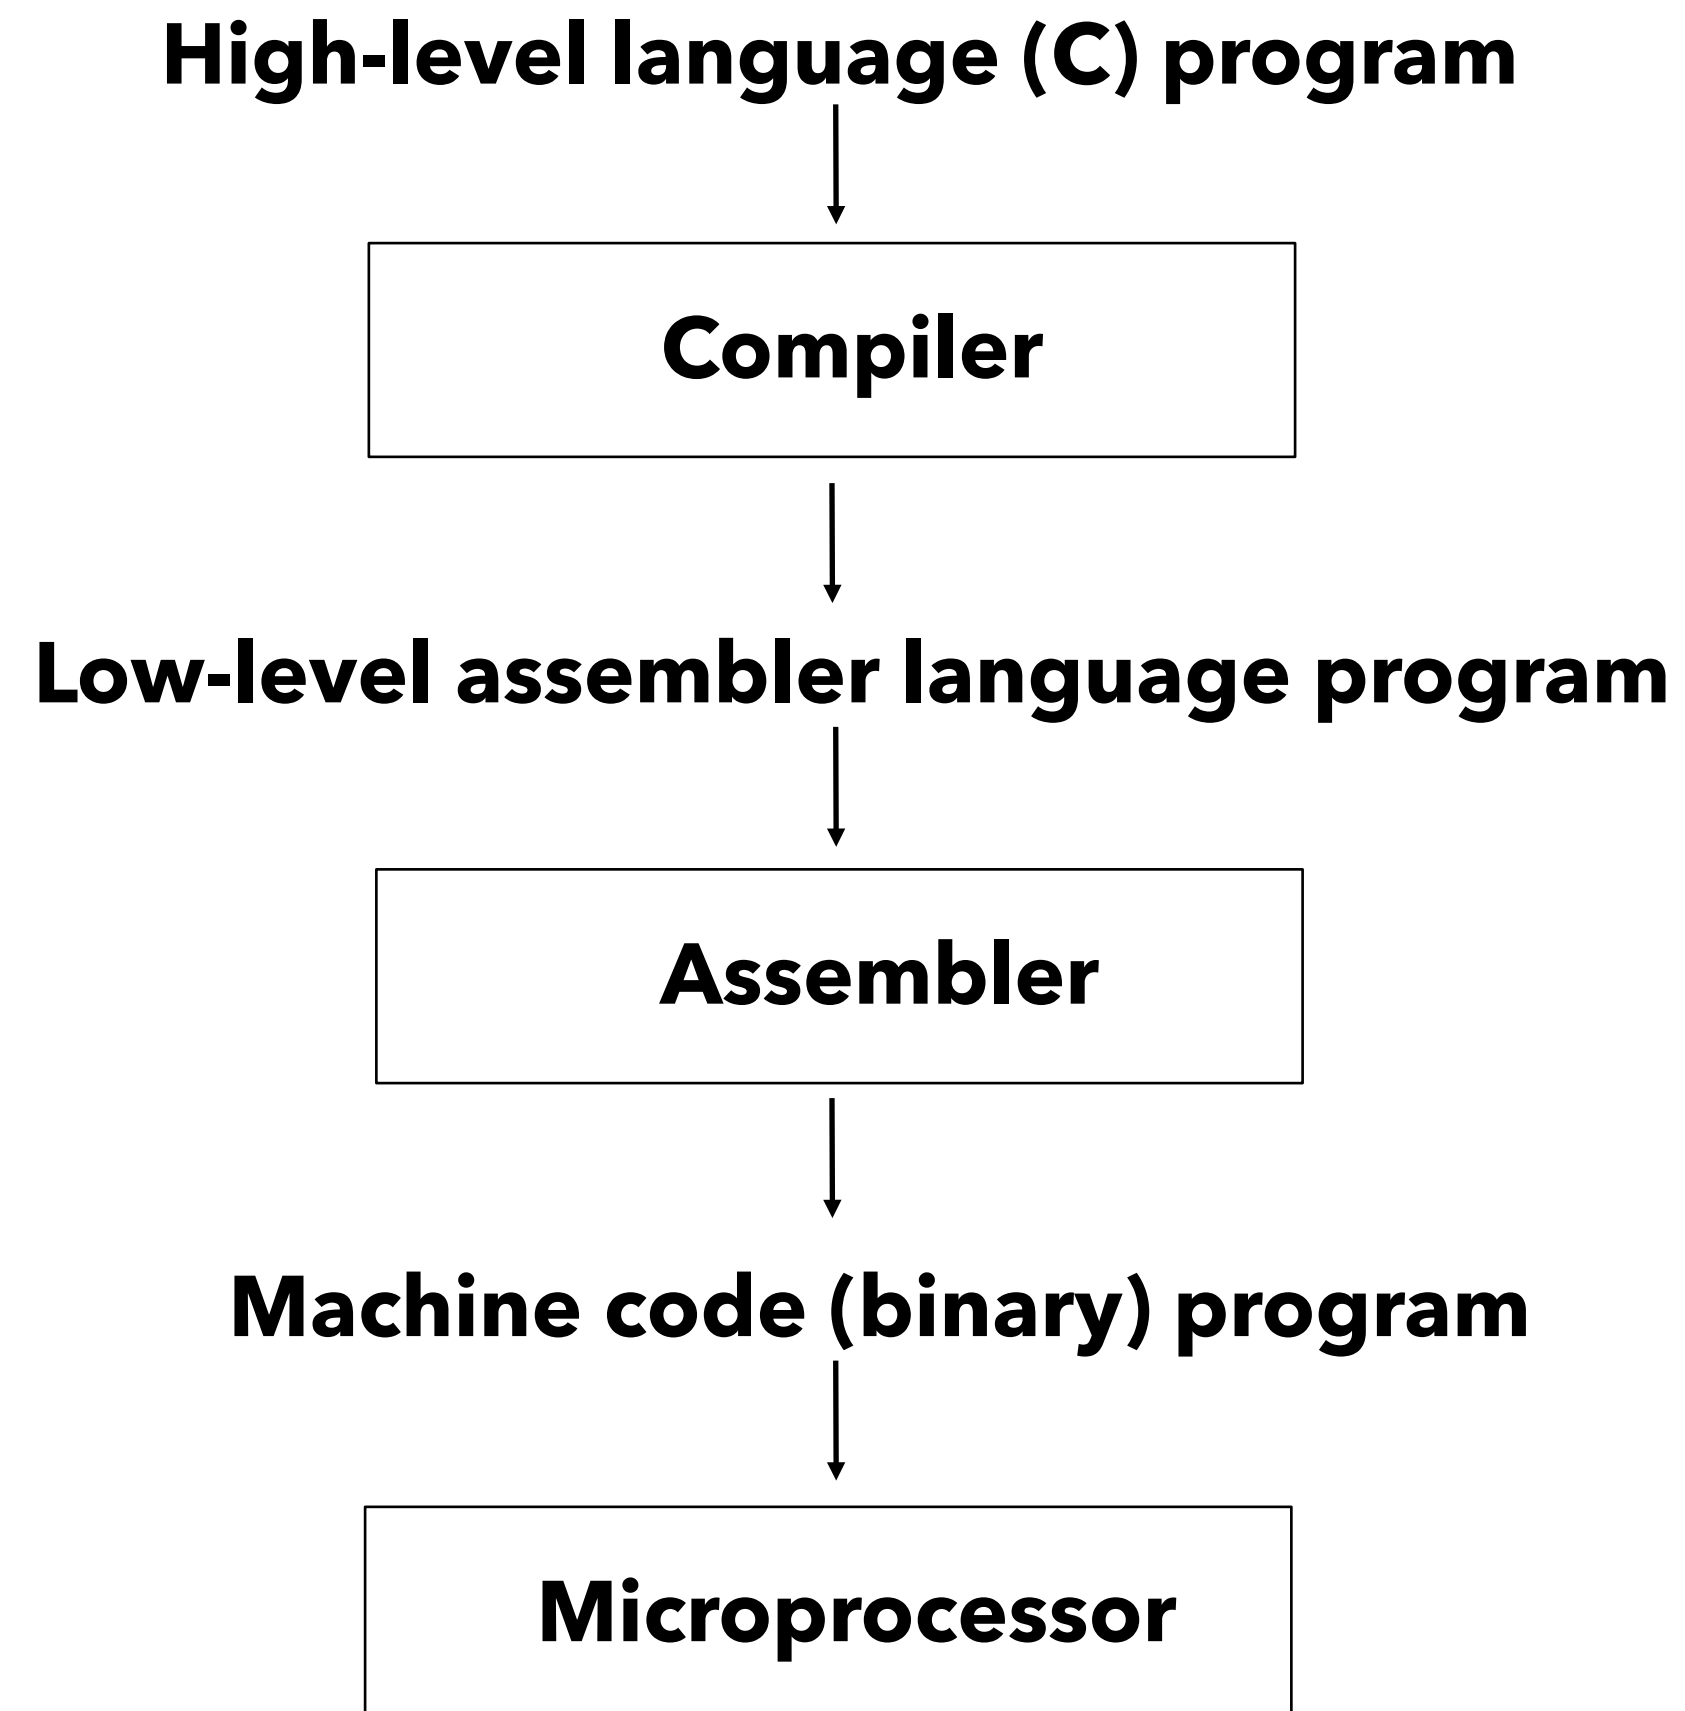 High-level language (C) program
Compiler
Low-level assembler language program
Assembler
Machine code (binary) program
Microprocessor